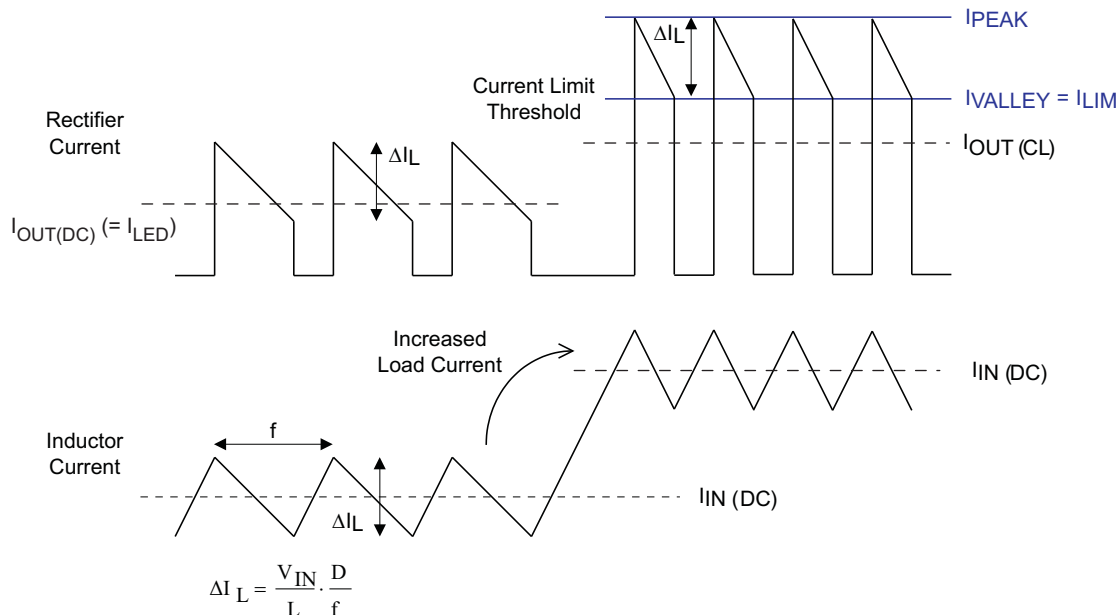 IPEAK
ΔIL
Current Limit
Threshold
IVALLEY = ILIM
Rectifier
Current
ΔIL
IOUT (CL)
IOUT(DC) (= ILED)
Increased
Load Current
IIN (DC)
Inductor
Current
f
IIN (DC)
ΔIL
ΔI L = VIN/L · D/f